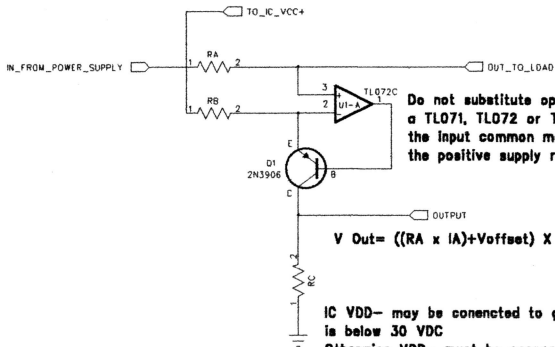 TO_IC_VCC+
IN_FROM_POWER_SUPPLY
RA
1
2
OUT_TO_LOAD
TL072C
3
+
1
U1-A
2
-
RB
1
2
Do not substitute op
a TL071, TL072 or T
the input common m
the positive supply r
E
D1
2N3906
B
C
OUTPUT
V Out= ((RA x IA)+Voffset) X
2
RC
1
IC VDD- may be conencted to g
is below 30 VDC